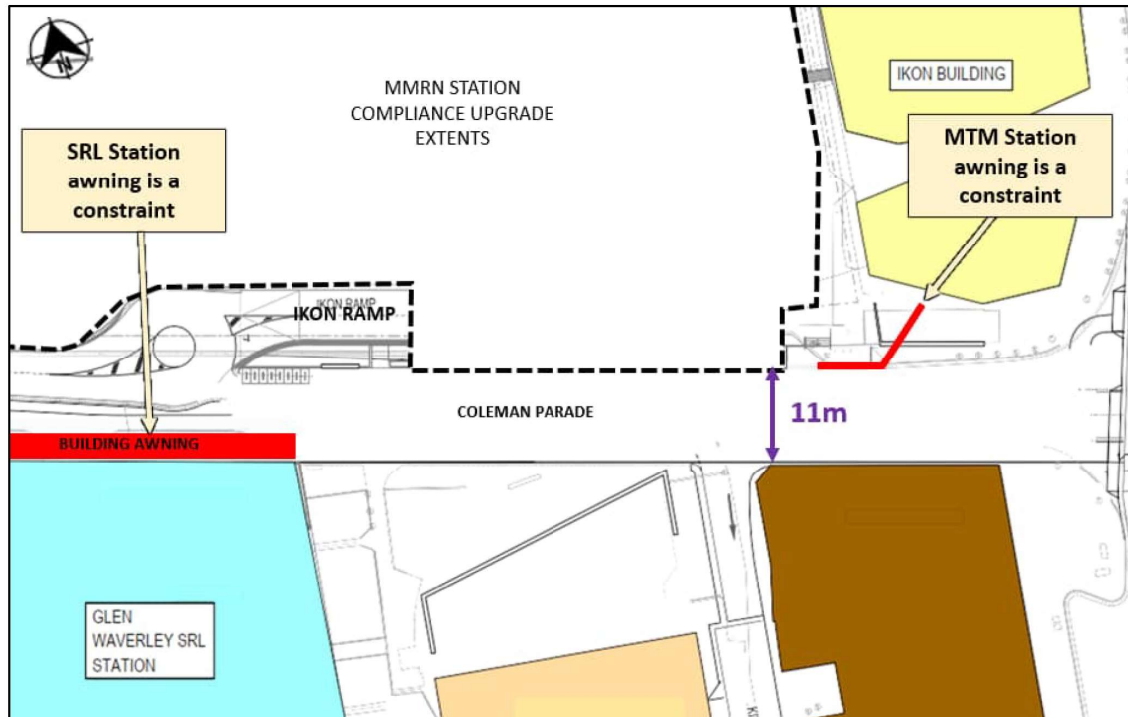 N
MMRN STATION
COMPLIANCE UPGRADE
EXTENTS
IKON BUILDING
SRL Station
awning is a
constraint
MTM Station
awning is a
constraint
IKON RAMP
IKON RAMP
COLEMAN PARADE
11m
BUILDING AWNING
GLEN
WAVERLEY SRL
STATION